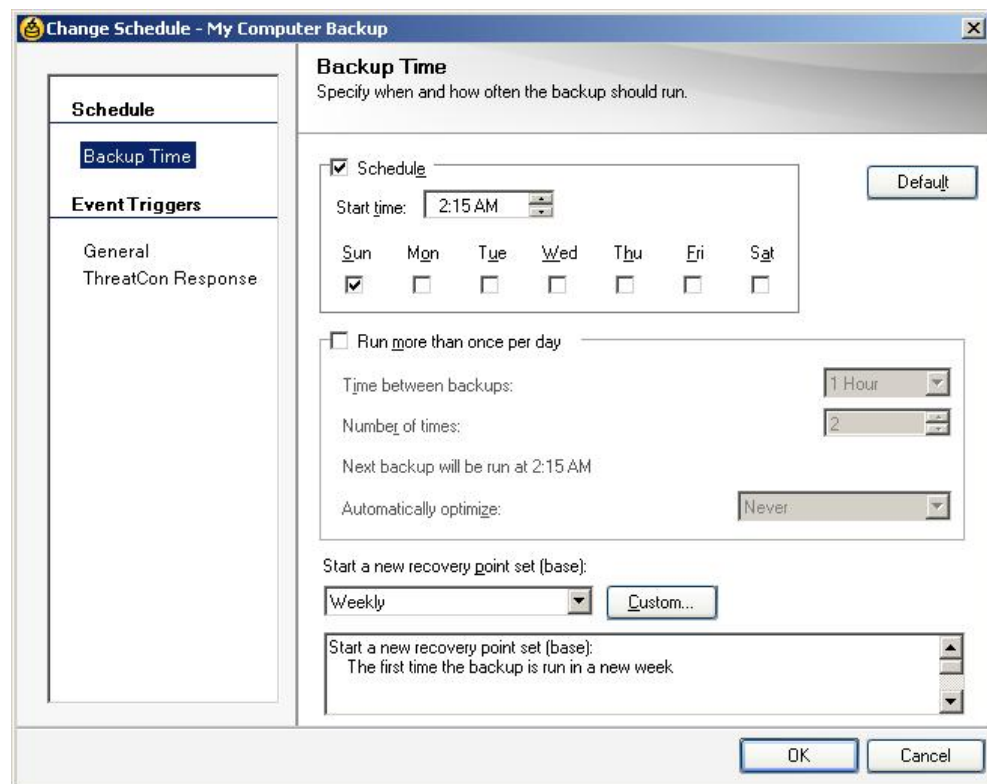 Change Schedule - My Computer Backup
Schedule
Backup Time
Event Triggers
General
ThreatCon Response
Backup Time
Specify when and how often the backup should run.
Schedule
Default
Start time: 2:15 AM
Sun Mon Tue Wed Thu Fri Sat
Run more than once per day
Time between backups: 1 Hour
Number of times: 2
Next backup will be run at 2:15 AM
Automatically optimize: Never
Start a new recovery point set (base):
Weekly Custom...
Start a new recovery point set (base):
The first time the backup is run in a new week
OK Cancel